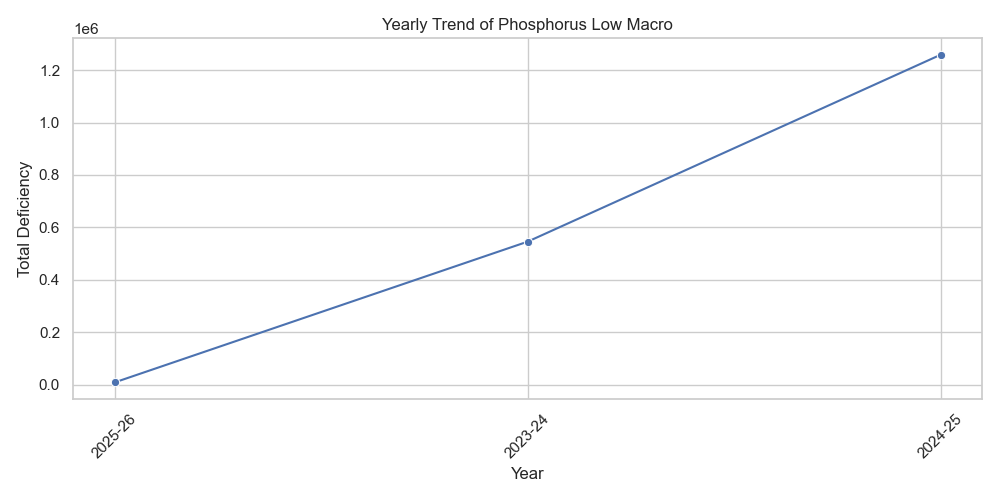 Yearly Trend of Phosphorus Low Macro
1e6
1.2
1.0
0.8
0.6
0.4
0.2
0.0
Total Deficiency
2025-26
2023-24
2024-25
Year